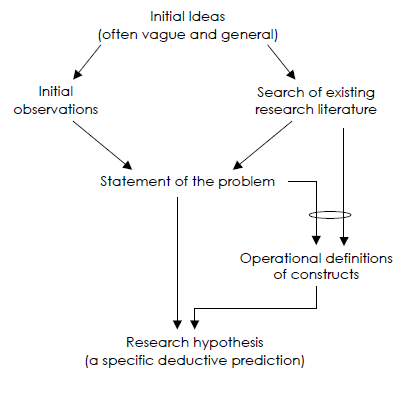 Initial Ideas
(often vague and general)
Initial
observations
Search of existing
research literature
Statement of the problem
Operational definitions
of constructs
Research hypothesis
(a specific deductive prediction)